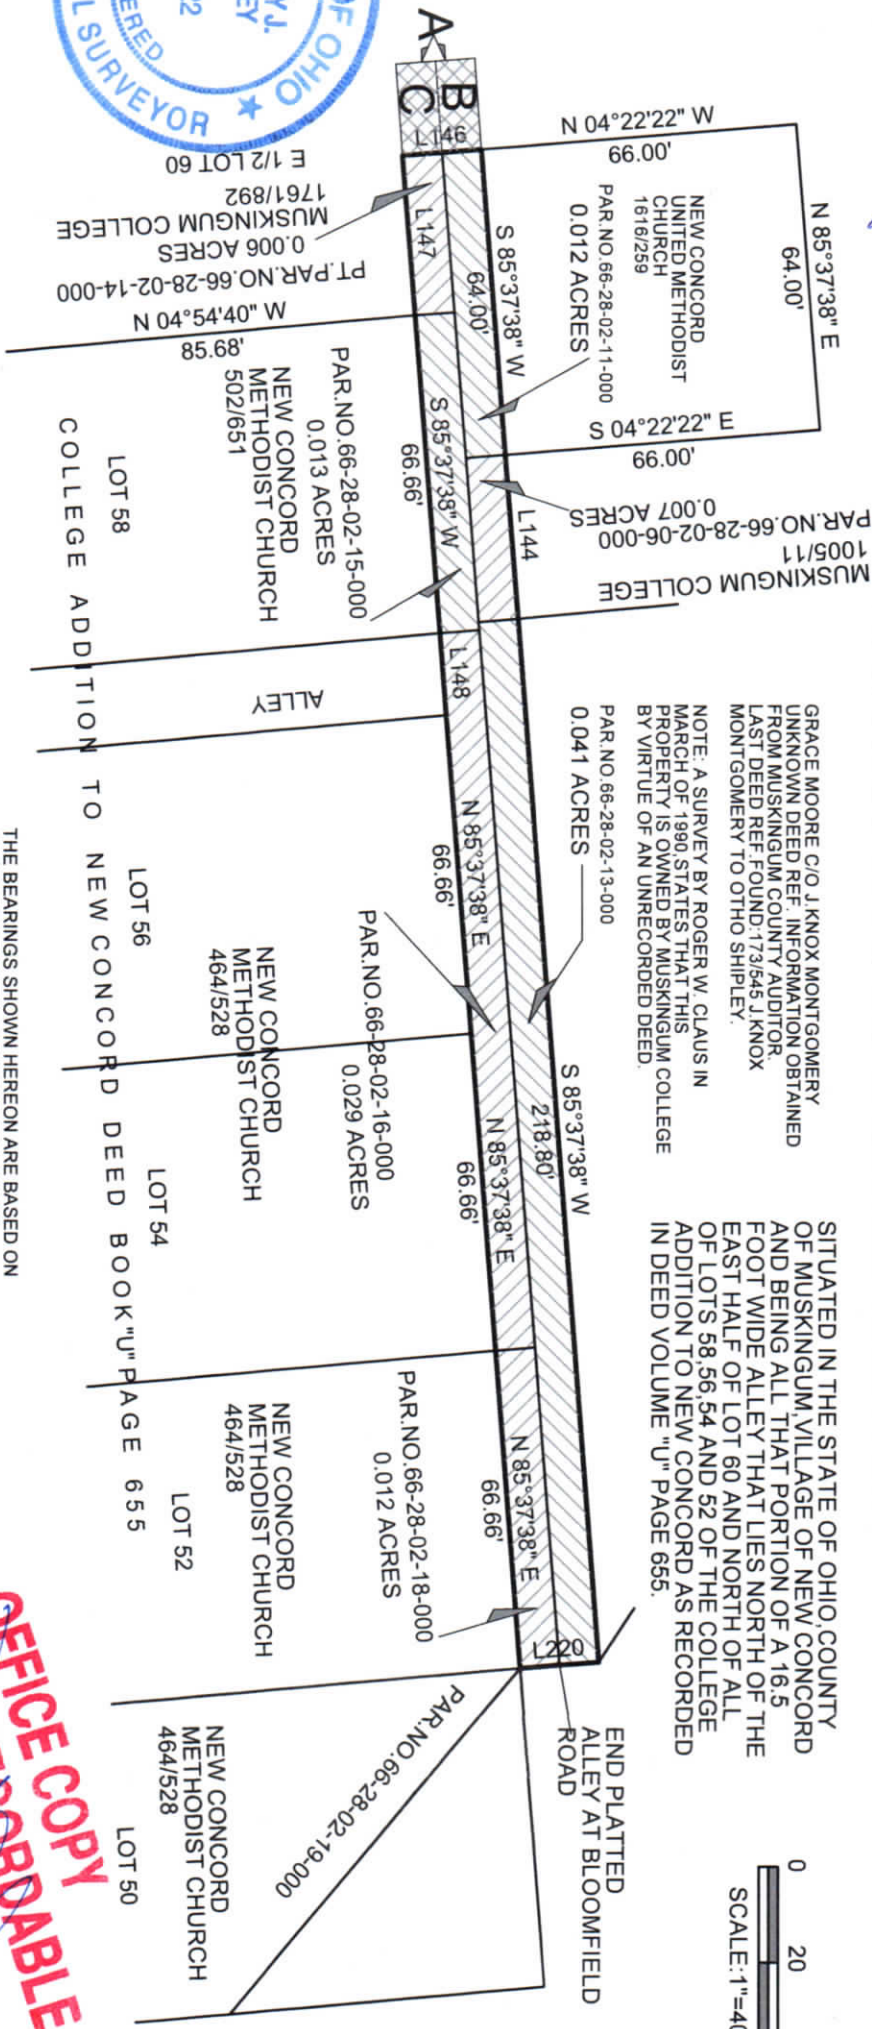 SITUATED IN THE STATE OF OHIO,COUNTY
OF MUSKINGUM,VILLAGE OF NEW CONCORD
AND BEING ALL THAT PORTION OF A 16.5
FOOT WIDE ALLEY THAT LIES NORTH OF THE
EAST HALF OF LOT 60 AND NORTH OF ALL
OF LOTS 58,56,54 AND 52 OF THE COLLEGE
ADDITION TO NEW CONCORD AS RECORDED
IN DEED VOLUME "U" PAGE 655.
0 20
SCALE:1"=40
GRACE MOORE C/O J.KNOX MONTGOMERY
UNKNOWN DEED REF. INFORMATION OBTAINED
FROM MUSKINGUM COUNTY AUDITOR.
LAST DEED REF.FOUND:173/545 J.KNOX
MONTGOMERY TO OTHO SHIPLEY.
NOTE: A SURVEY BY ROGER W. CLAUS IN
MARCH OF 1990,STATES THAT THIS
PROPERTY IS OWNED BY MUSKINGUM COLLEGE
BY VIRTUE OF AN UNRECORDED DEED.
PAR.NO.66-28-02-13-000
0.041 ACRES
N 85°37'38" E
64.00'
N 04°22'22" W
66.00'
NEW CONCORD
UNITED METHODIST
CHURCH
1616/259
PAR.NO.66-28-02-11-000
0.012 ACRES
S 04°22'22" E
66.00'
MUSKINGUM COLLEGE
1005/11
PAR.NO.66-28-02-06-000
0.007 ACRES
A
B
C
L146
S 85°37'38" W
64.00'
L144
S 85°37'38" W
218.80'
L147
S 85°37'38" W
66.66'
L148
N 85°37'38" E
66.66'
N 85°37'38" E
66.66'
N 85°37'38" E
66.66'
L220
END PLATTED
ALLEY AT BLOOMFIELD
ROAD
PT.PAR.NO.66-28-02-14-000
0.006 ACRES
MUSKINGUM COLLEGE
1761/892
E 1/2 LOT 60
N 04°54'40" W
85.68'
PAR.NO.66-28-02-15-000
0.013 ACRES
NEW CONCORD
METHODIST CHURCH
502/651
LOT 58
ALLEY
PAR.NO.66-28-02-16-000
0.029 ACRES
NEW CONCORD
METHODIST CHURCH
464/528
LOT 56
LOT 54
PAR.NO.66-28-02-18-000
0.012 ACRES
NEW CONCORD
METHODIST CHURCH
464/528
LOT 52
PAR.NO.66-28-02-19-000
NEW CONCORD
METHODIST CHURCH
464/528
LOT 50
COLLEGE ADDITION TO NEW CONCORD DEED BOOK"U"PAGE 655
THE BEARINGS SHOWN HEREON ARE BASED ON
OF OHIO
SURVEYOR
OFFICE COPY